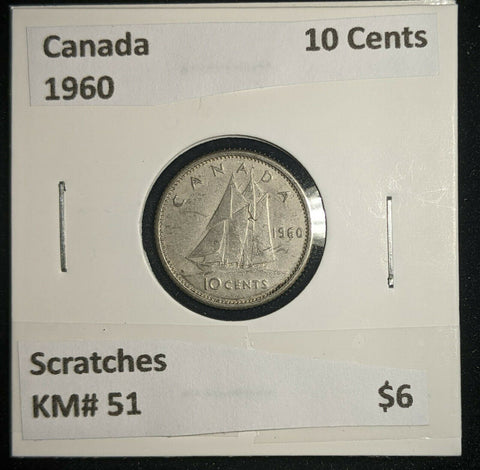 Canada 10 Cents
1960
CANADA
1960
10 CENTS
Scratches
KM# 51 $6